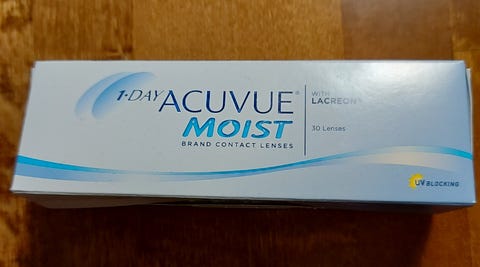 1·DAY ACUVUE®
MOIST
BRAND CONTACT LENSES
WITH
LACREON
30 Lenses
UV BLOCKING